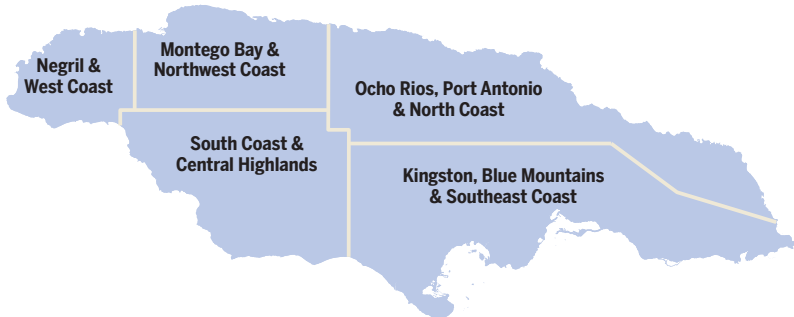 Negril &
West Coast
Montego Bay &
Northwest Coast
Ocho Rios, Port Antonio
& North Coast
South Coast &
Central Highlands
Kingston, Blue Mountains
& Southeast Coast